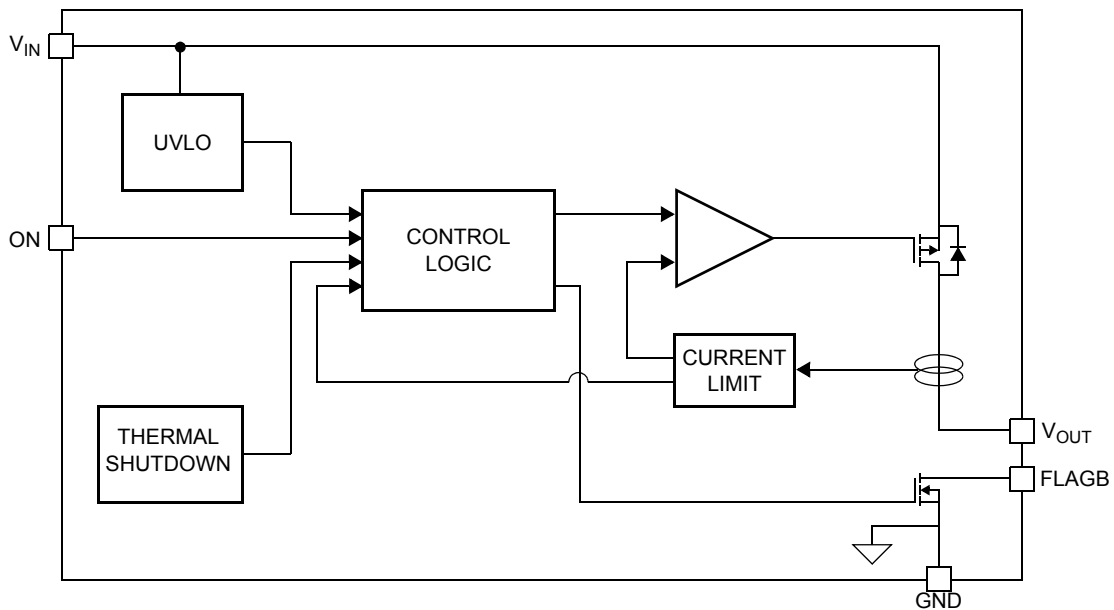 VIN
UVLO
ON
CONTROL
LOGIC
CURRENT
LIMIT
THERMAL
SHUTDOWN
VOUT
FLAGB
GND